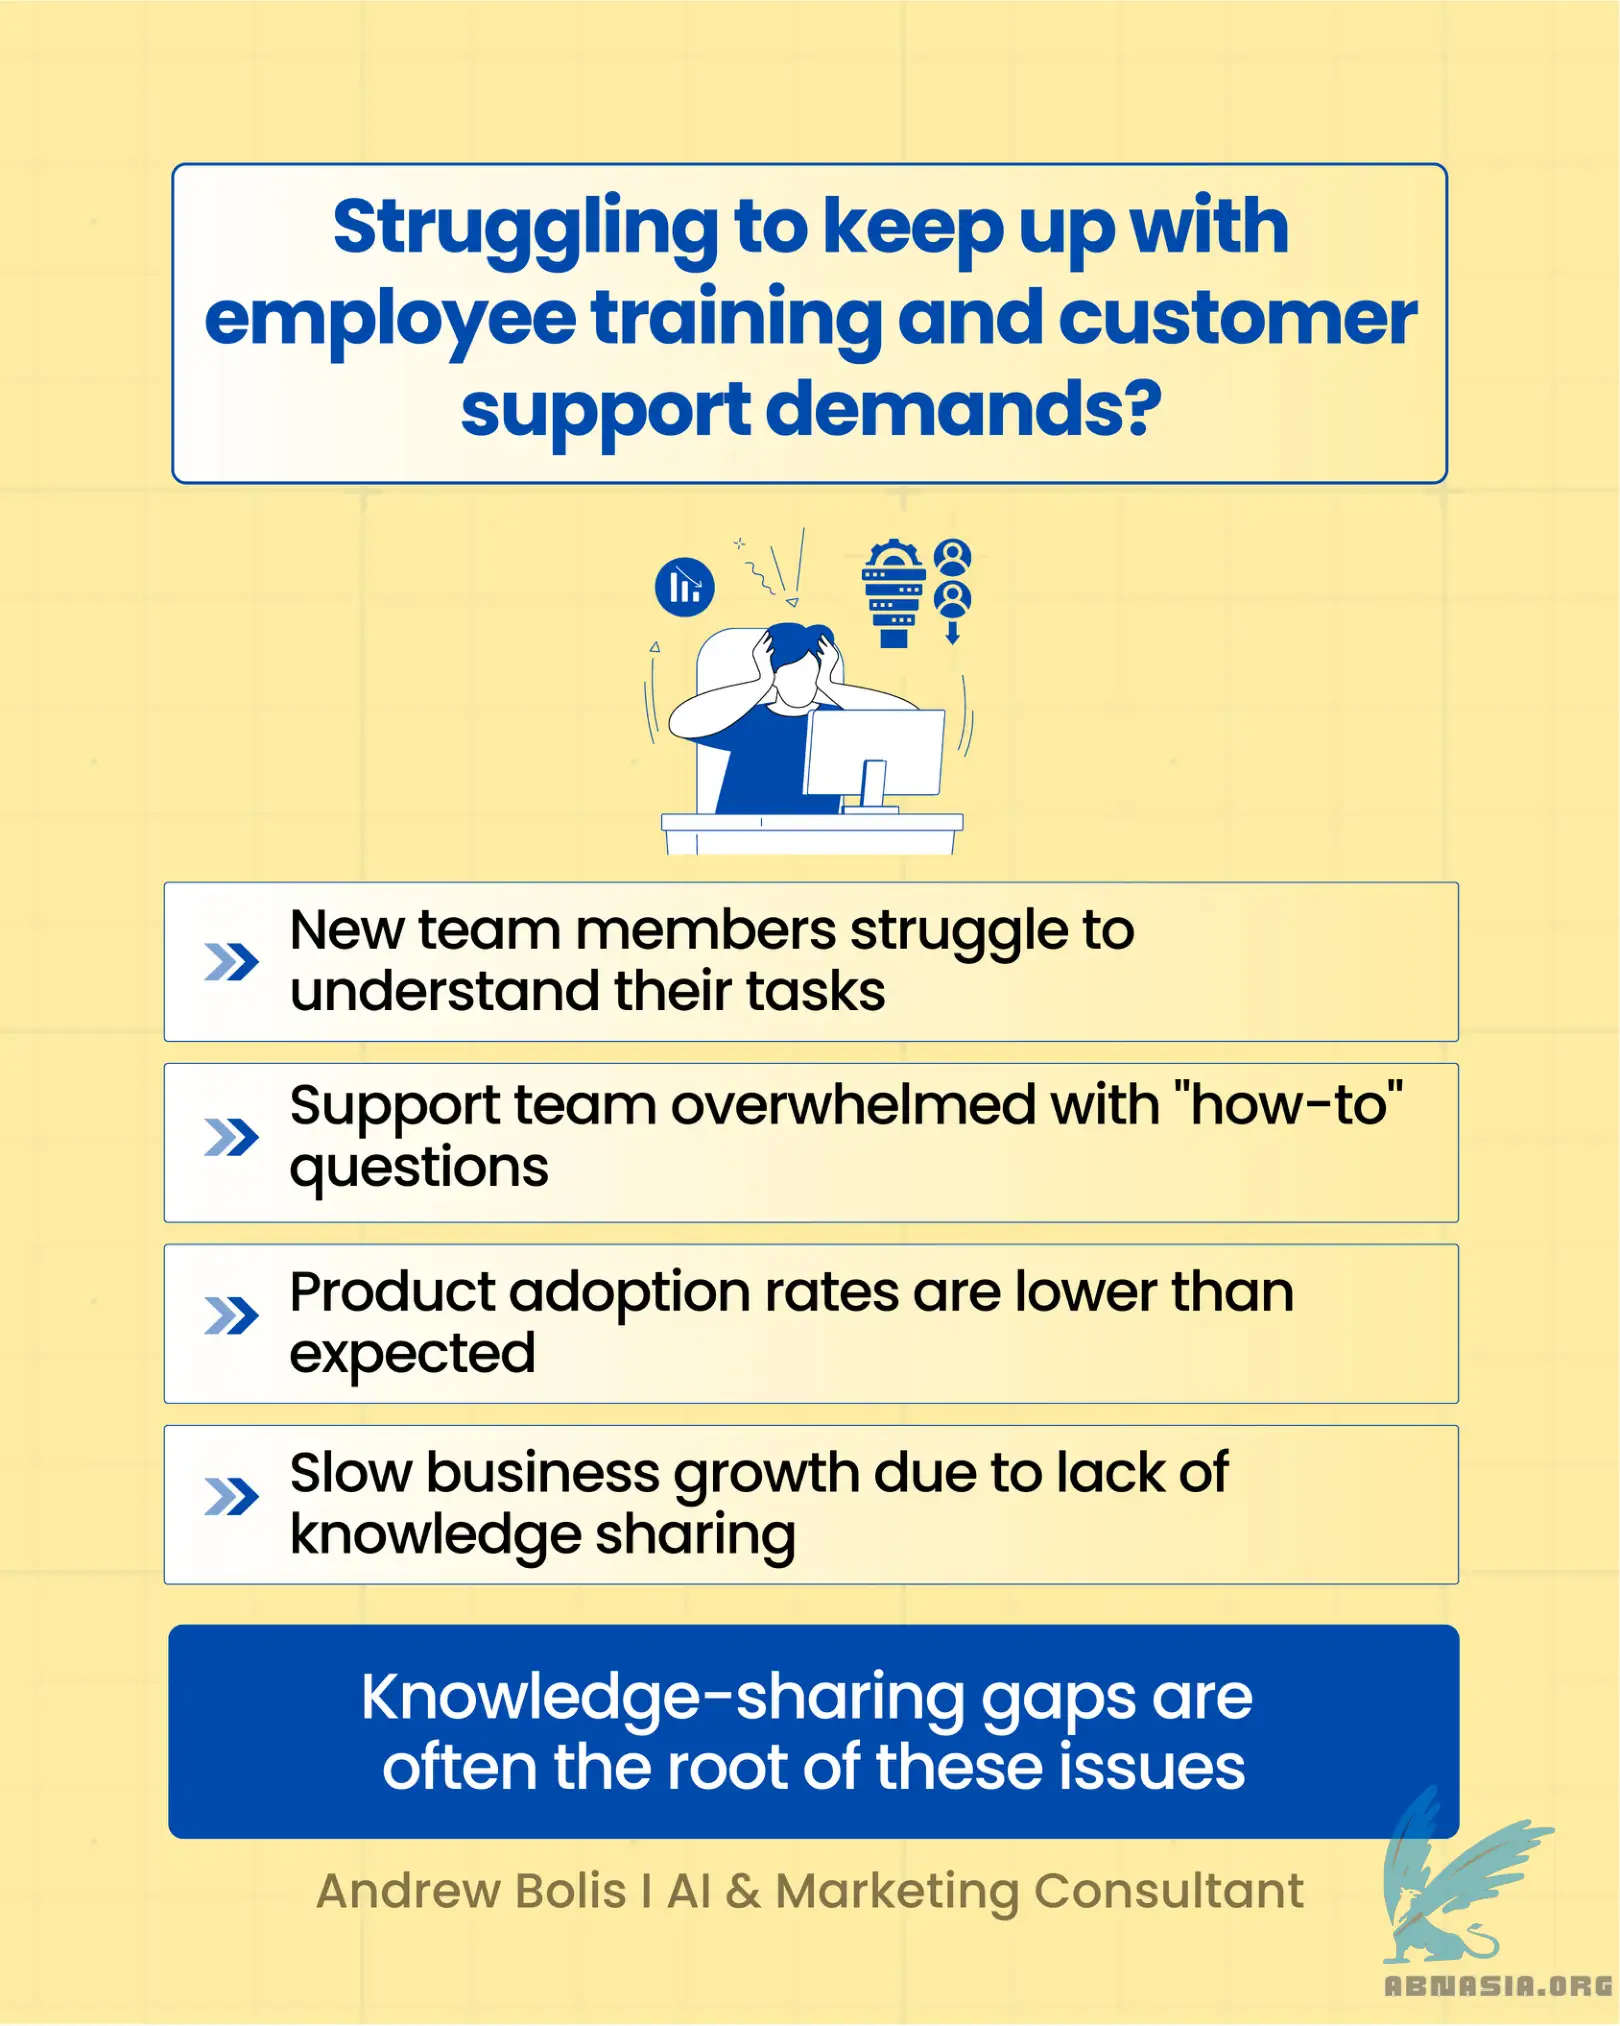 Struggling to keep up with
employee training and customer
support demands?
New team members struggle to
understand their tasks
Support team overwhelmed with "how-to"
questions
Product adoption rates are lower than
expected
Slow business growth due to lack of
knowledge sharing
Knowledge-sharing gaps are
often the root of these issues
Andrew Bolis I AI & Marketing Consultant
ABNASIA.ORG